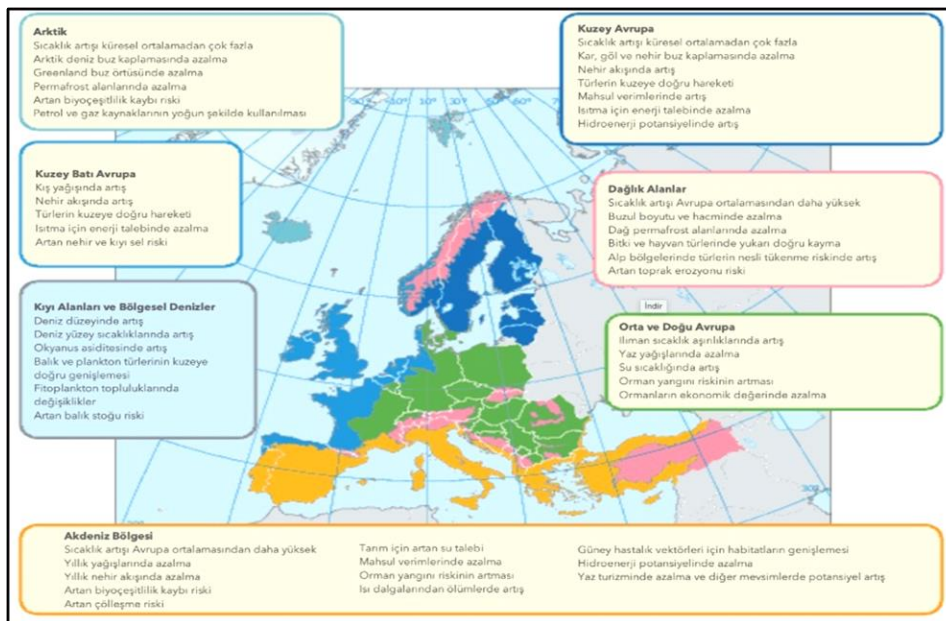 Arktik
Sıcaklık artışı küresel ortalamadan çok fazla
Arktik deniz buz kaplamasında azalma
Greenland buz örtüsünde azalma
Permafrost alanlarında azalma
Artan biyoçeşitlilik kaybı riski
Petrol ve gaz kaynaklarının yoğun şekilde kullanılması
Kuzey Avrupa
Sıcaklık artışı küresel ortalamadan çok fazla
Kar, göl ve nehir buz kaplamasında azalma
Nehir akışında artış
Türlerin kuzeye doğru hareketi
Mahsul verimlerinde artış
Isıtma için enerji talebinde azalma
Hidroenerji potansiyelinde artış
Kuzey Batı Avrupa
Kış yağışında artış
Nehir akışında artış
Türlerin kuzeye doğru hareketi
Isıtma için enerji talebinde azalma
Artan nehir ve kıyı sel riski
Dağlık Alanlar
Sıcaklık artışı Avrupa ortalamasından daha yüksek
Buzul boyutu ve hacminde azalma
Dağ permafrost alanlarında azalma
Bitki ve hayvan türlerinde yukarı doğru kayma
Alp bölgelerinde türlerin nesli tükenme riskinde artış
Artan toprak erozyonu riski
Kıyı Alanları ve Bölgesel Denizler
Deniz düzeyinde artış
Deniz yüzey sıcaklıklarında artış
Okyanus asiditesinde artış
Balık ve plankton türlerinin kuzeye
doğru genişlemesi
Fitoplankton topluluklarında
değişiklikler
Artan balık stoğu riski
İndir
Orta ve Doğu Avrupa
Ilıman sıcaklık aşırılıklarında artış
Yaz yağışlarında azalma
Su sıcaklığında artış
Orman yangını riskinin artması
Ormanların ekonomik değerinde azalma
Akdeniz Bölgesi
Sıcaklık artışı Avrupa ortalamasından daha yüksek
Yıllık yağışlarında azalma
Yıllık nehir akışında azalma
Artan biyoçeşitlilik kaybı riski
Artan çölleşme riski
Tarım için artan su talebi
Mahsul verimlerinde azalma
Orman yangını riskinin artması
Isı dalgalarından ölümlerde artış
Güney hastalık vektörleri için habitatların genişlemesi
Hidroenerji potansiyelinde azalma
Yaz turizminde azalma ve diğer mevsimlerde potansiyel artış
0° 10° 20° 30° 40° 50° 60°